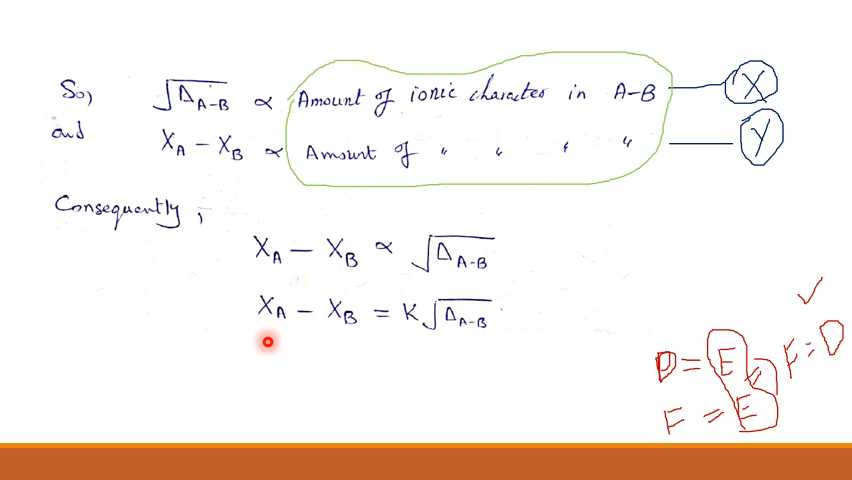 So, √Δ_A-B ∝ Amount of ionic character in A-B X
and X_A - X_B ∝ Amount of " " " " Y
Consequently,
X_A - X_B ∝ √Δ_A-B
X_A - X_B = K√Δ_A-B
D = E = F = D
F = E